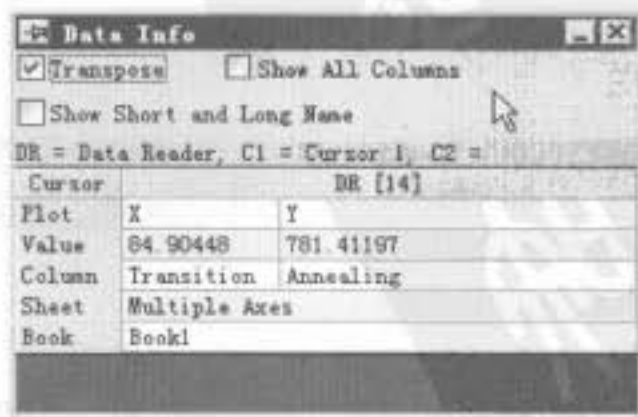 Data Info
Transpose Show All Columns
Show Short and Long Name
DR = Data Reader, C1 = Cursor 1, C2 =
Cursor DR [14]
Plot X Y
Value 84.90448 781.41197
Column Transition Annealing
Sheet Multiple Axes
Book Book1